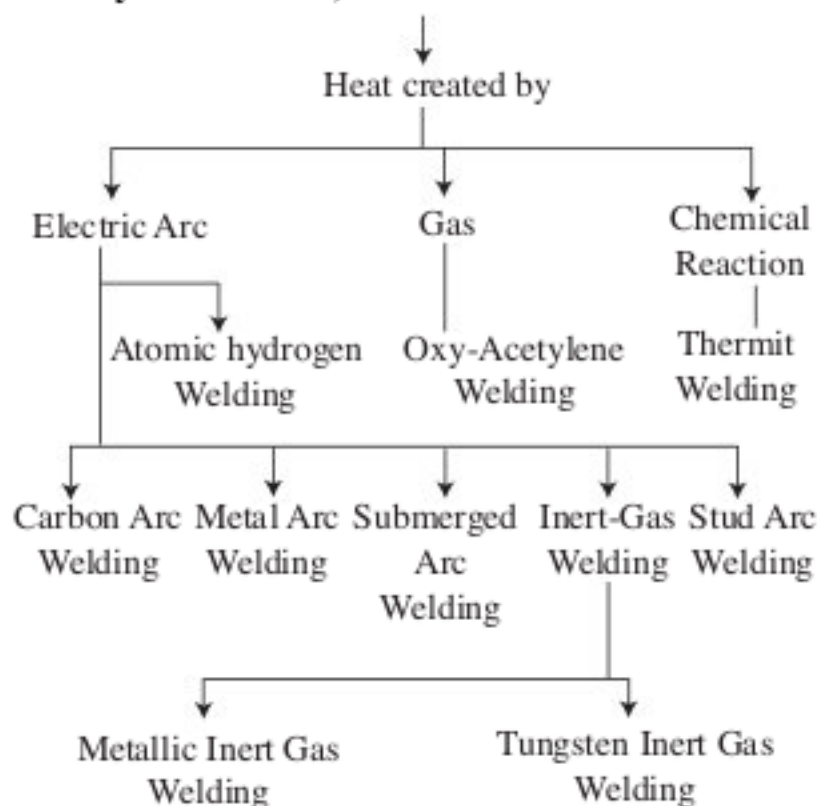 Heat created by
Electric Arc
Gas
Chemical
Reaction
Atomic hydrogen
Welding
Oxy-Acetylene
Welding
Thermit
Welding
Carbon Arc
Welding
Metal Arc
Welding
Submerged
Arc
Welding
Inert-Gas
Welding
Stud Arc
Welding
Metallic Inert Gas
Welding
Tungsten Inert Gas
Welding